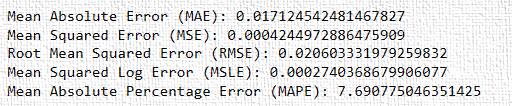 Mean Absolute Error (MAE): 0.017124542481467827
Mean Squared Error (MSE): 0.0004244972886475909
Root Mean Squared Error (RMSE): 0.020603331979259832
Mean Squared Log Error (MSLE): 0.0002740368679906077
Mean Absolute Percentage Error (MAPE): 7.690775046351425